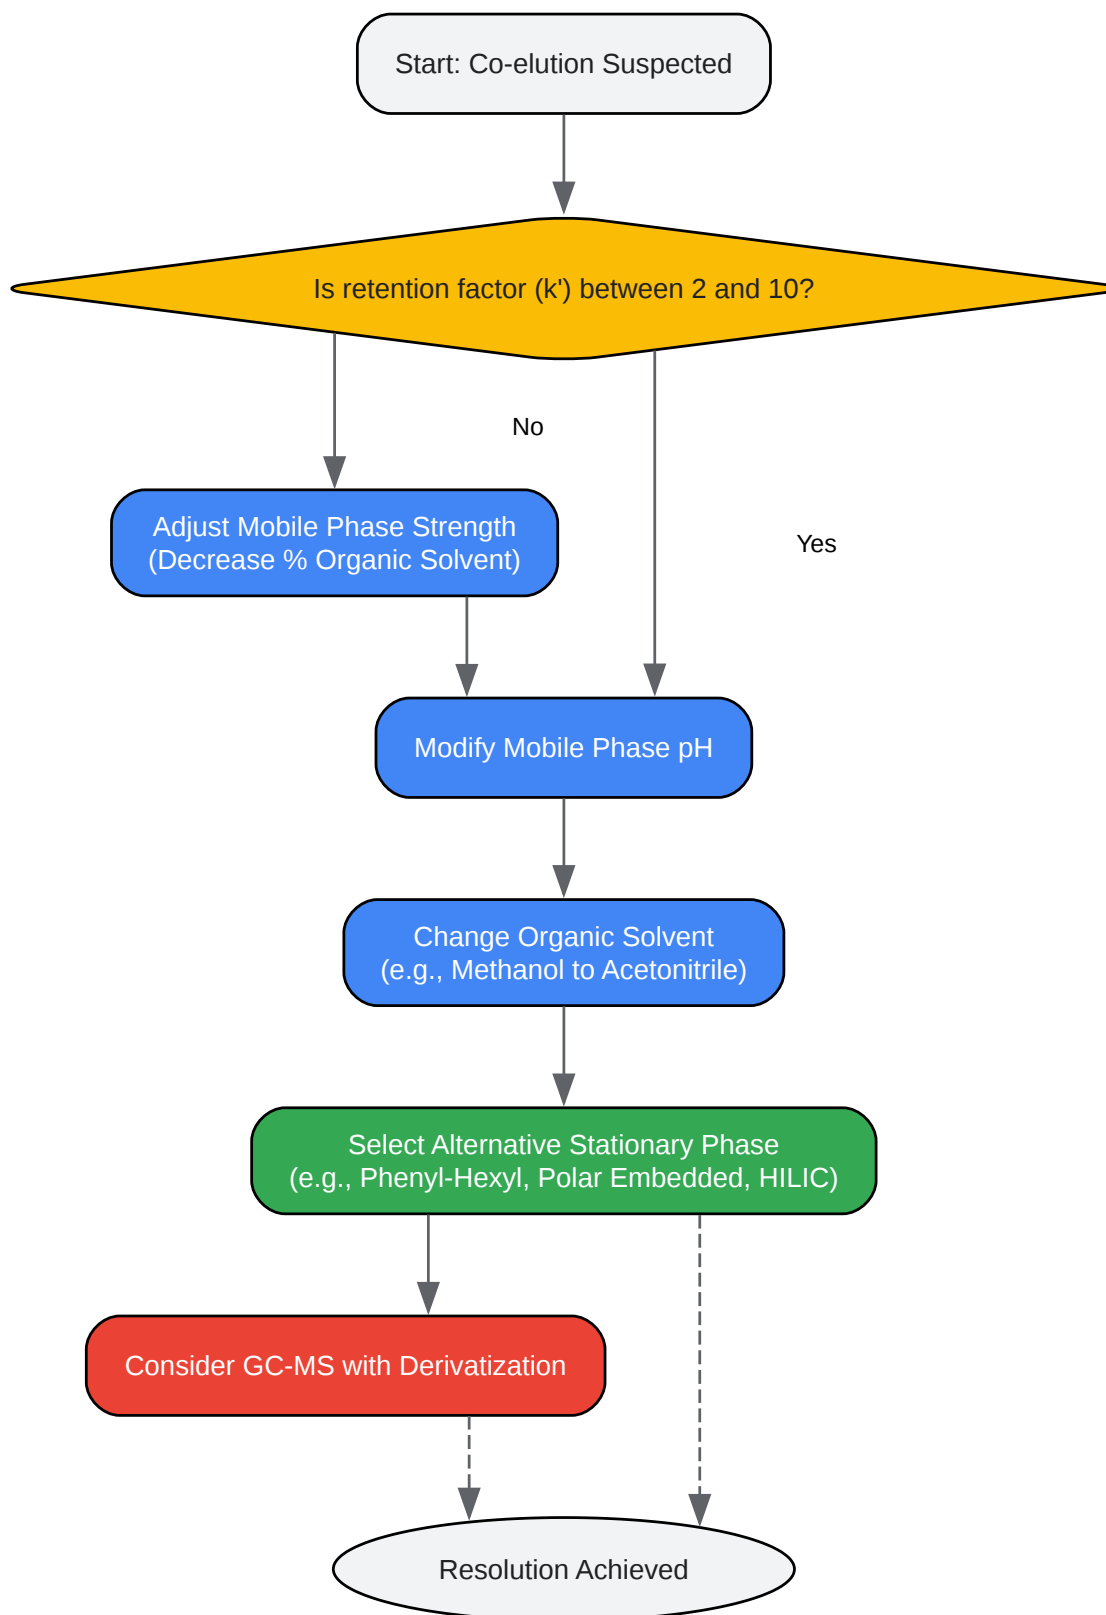 Start: Co-elution Suspected
Is retention factor (k') between 2 and 10?
No
Adjust Mobile Phase Strength
(Decrease % Organic Solvent)
Yes
Modify Mobile Phase pH
Change Organic Solvent
(e.g., Methanol to Acetonitrile)
Select Alternative Stationary Phase
(e.g., Phenyl-Hexyl, Polar Embedded, HILIC)
Consider GC-MS with Derivatization
Resolution Achieved